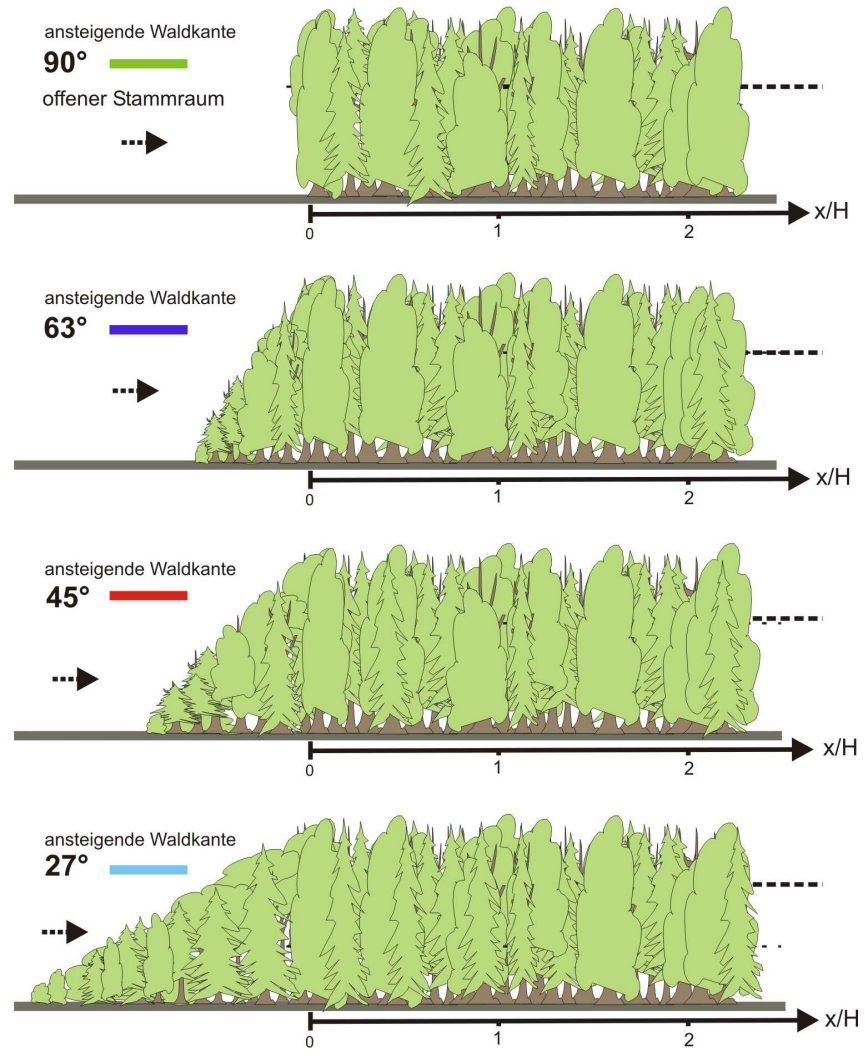 ansteigende Waldkante
90°
offener Stammraum
x/H
0
1
2
ansteigende Waldkante
63°
x/H
0
1
2
ansteigende Waldkante
45°
x/H
0
1
2
ansteigende Waldkante
27°
x/H
0
1
2